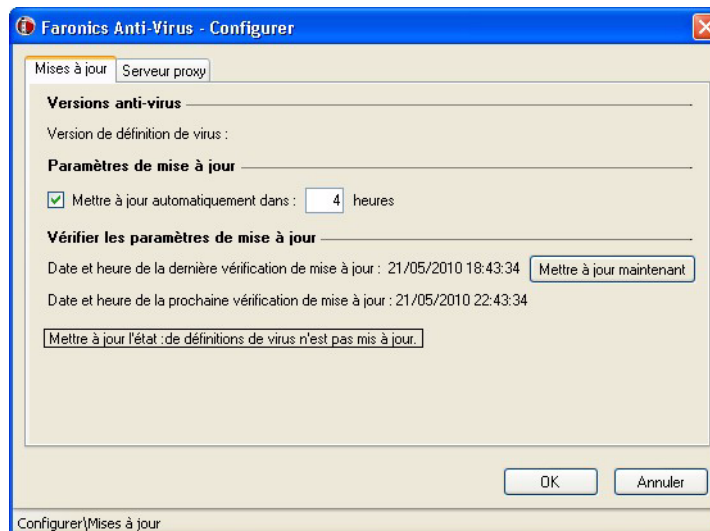 Faronics Anti-Virus - Configurer
Mises à jour
Serveur proxy
Versions anti-virus
Version de définition de virus :
Paramètres de mise à jour
Mettre à jour automatiquement dans : 4 heures
Vérifier les paramètres de mise à jour
Date et heure de la dernière vérification de mise à jour : 21/05/2010 18:43:34 Mettre à jour maintenant
Date et heure de la prochaine vérification de mise à jour : 21/05/2010 22:43:34
Mettre à jour l'état :de définitions de virus n'est pas mis à jour.
OK Annuler
Configurer\Mises à jour